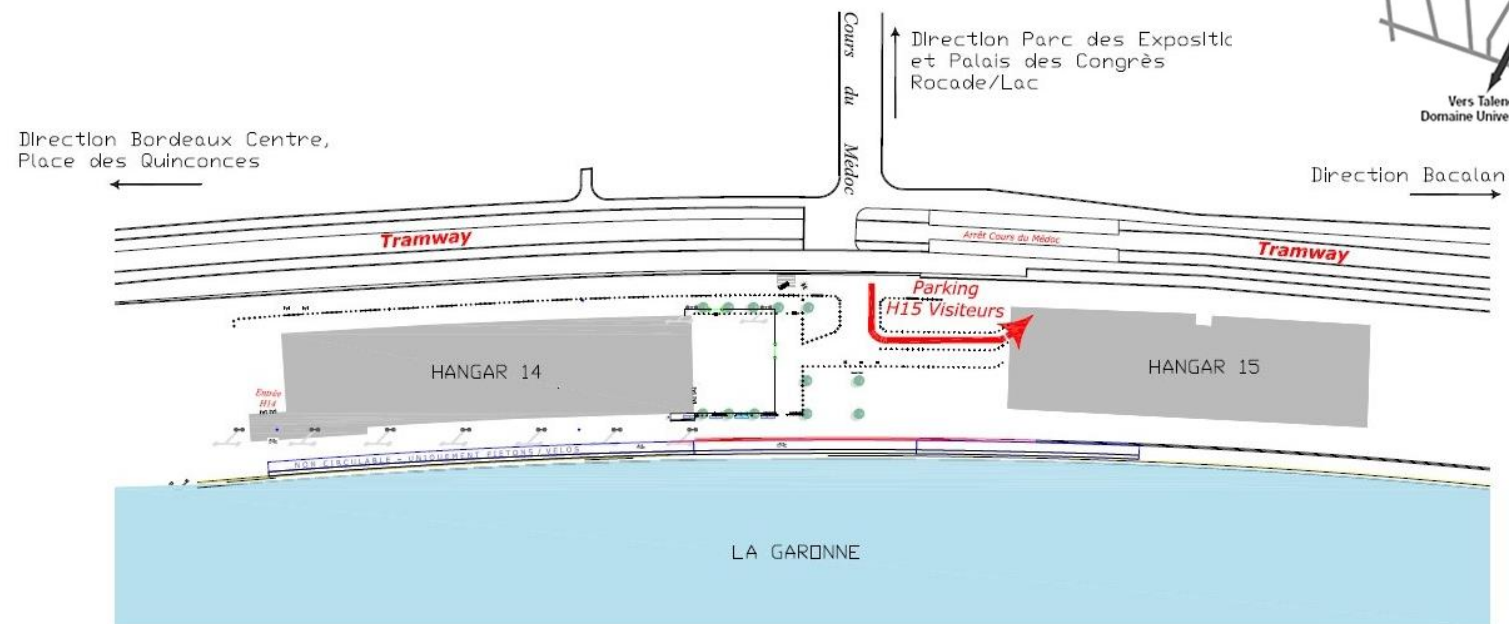 Cours du Médoc
Direction Parc des Expositic
et Palais des Congrès
Rocade/Lac
Vers Talen
Domaine Unive
Direction Bordeaux Centre,
Place des Quinconces
Direction Bacalan
Tramway
Arrêt Cours du Médoc
Tramway
Parking
H15 Visiteurs
HANGAR 14
HANGAR 15
Entrée
H14
NON CIRCULABLE - UNIQUEMENT PIETONS / VELOS
LA GARONNE